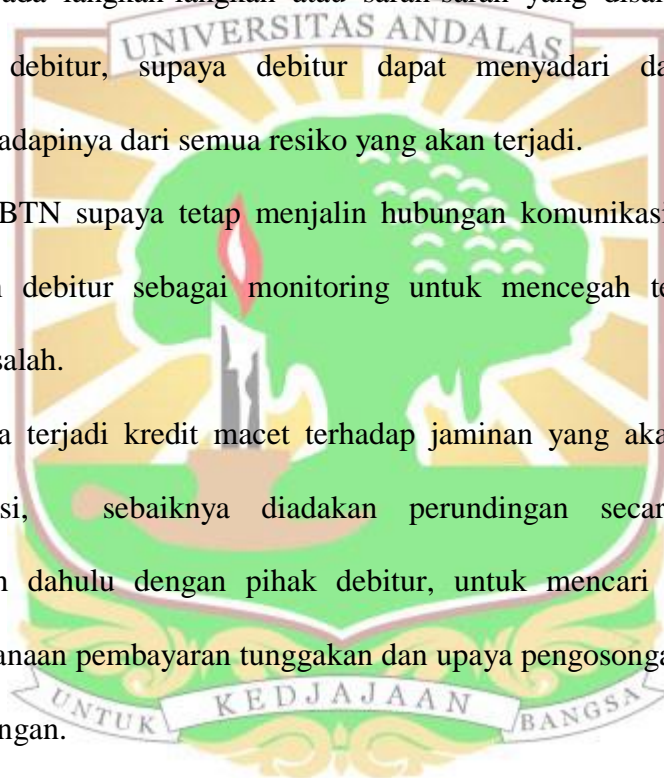 ada langkah-langkah atau saran-saran yang disa
UNIVERSITAS ANDALAS
debitur, supaya debitur dapat menyadari da
adapinya dari semua resiko yang akan terjadi.
BTN supaya tetap menjalin hubungan komunikasi
debitur sebagai monitoring untuk mencegah te
salah.
a terjadi kredit macet terhadap jaminan yang aka
si, sebaiknya diadakan perundingan secar
n dahulu dengan pihak debitur, untuk mencari
anaan pembayaran tunggakan dan upaya pengosonga
UNTUK KEDJAJAAN BANGSA
ngan.